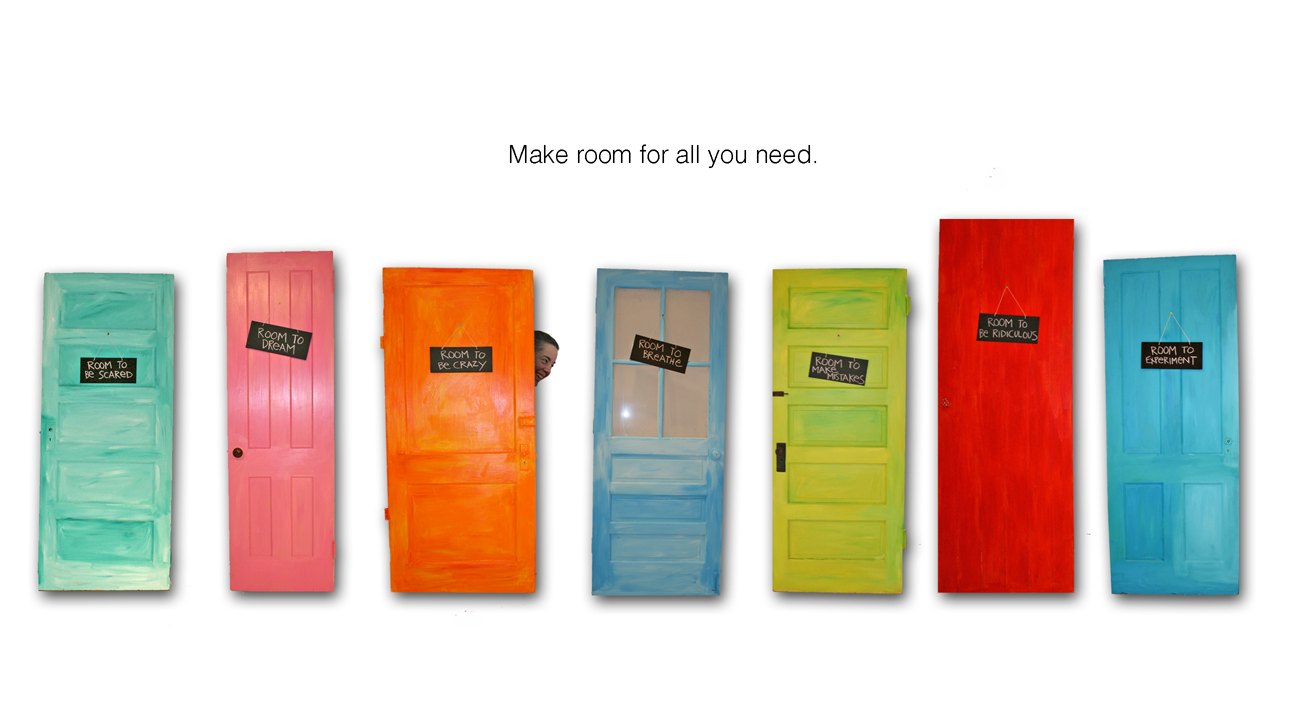 Make room for all you need.
ROOM TO
BE SCARED
ROOM TO
DREAM
ROOM TO
BE CRAZY
ROOM TO
BREATHE
ROOM TO
MAKE
MISTAKES
ROOM TO
BE RIDICULOUS
ROOM TO
EXPERIMENT